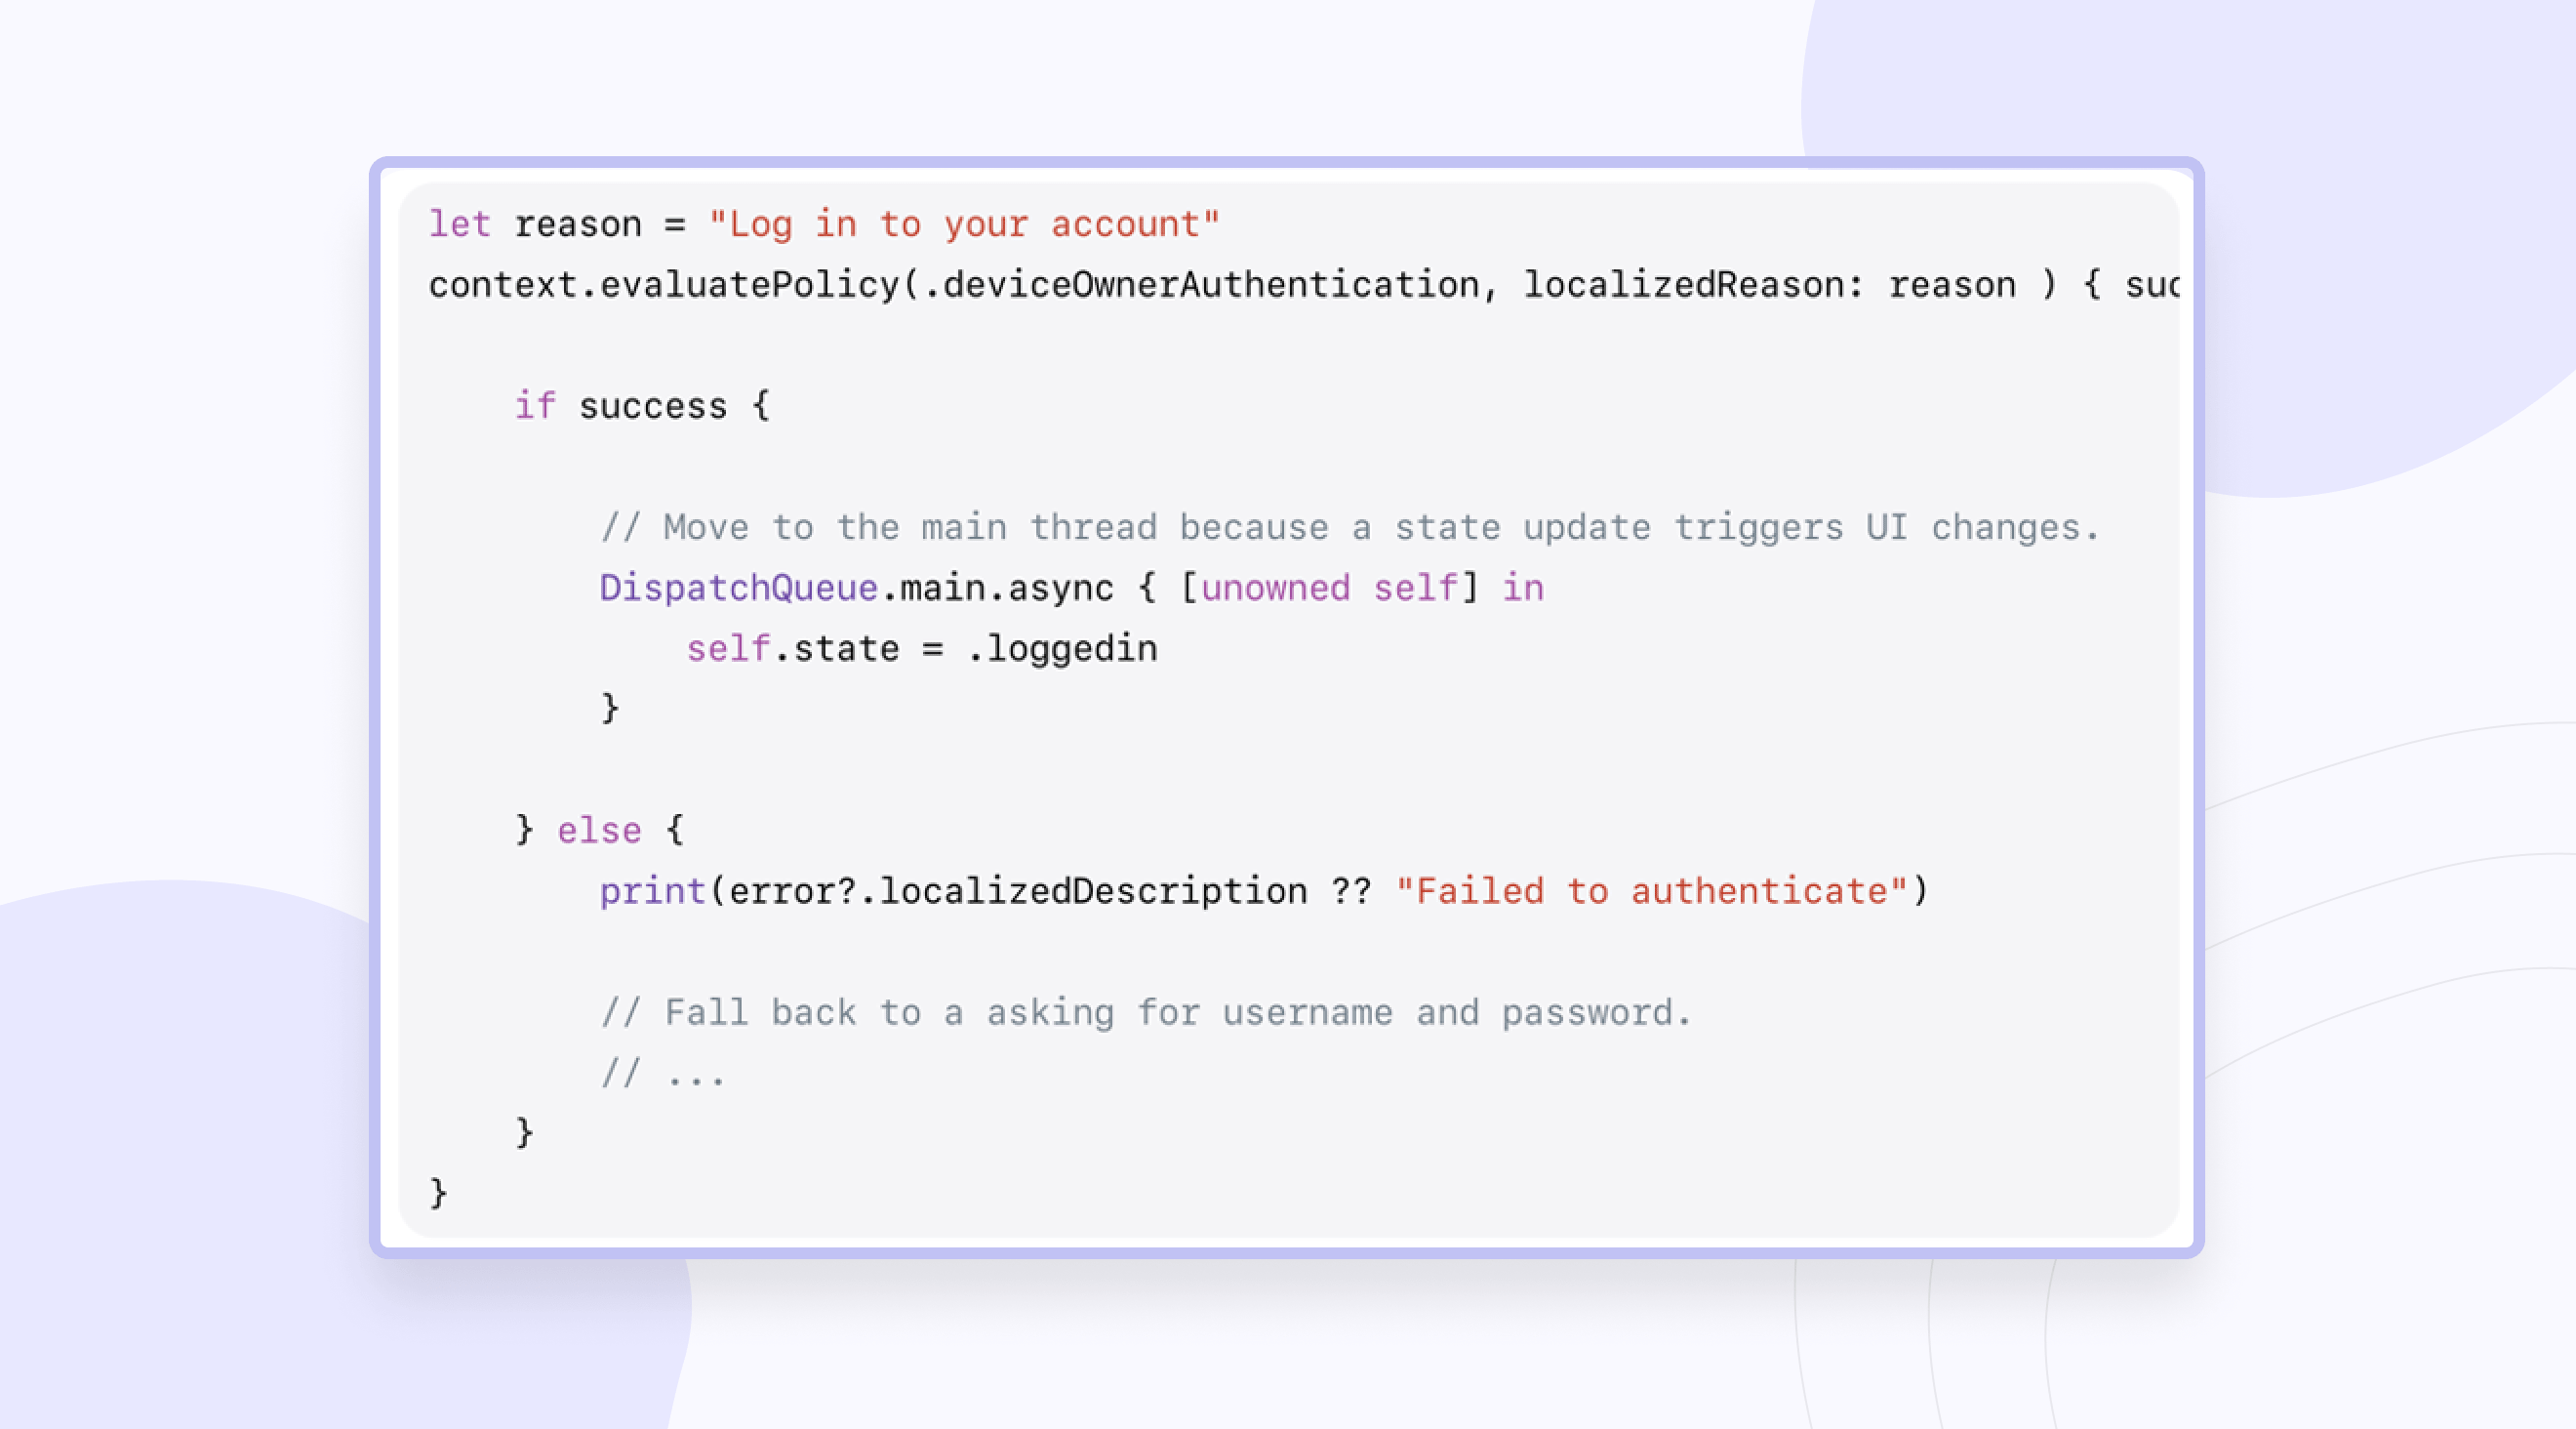 let reason = "Log in to your account"
context.evaluatePolicy(.deviceOwnerAuthentication, localizedReason: reason ) { suc
if success {
// Move to the main thread because a state update triggers UI changes.
DispatchQueue.main.async { [unowned self] in
self.state = .loggedin
}
} else {
print(error?.localizedDescription ?? "Failed to authenticate")
// Fall back to a asking for username and password.
// ...
}
}